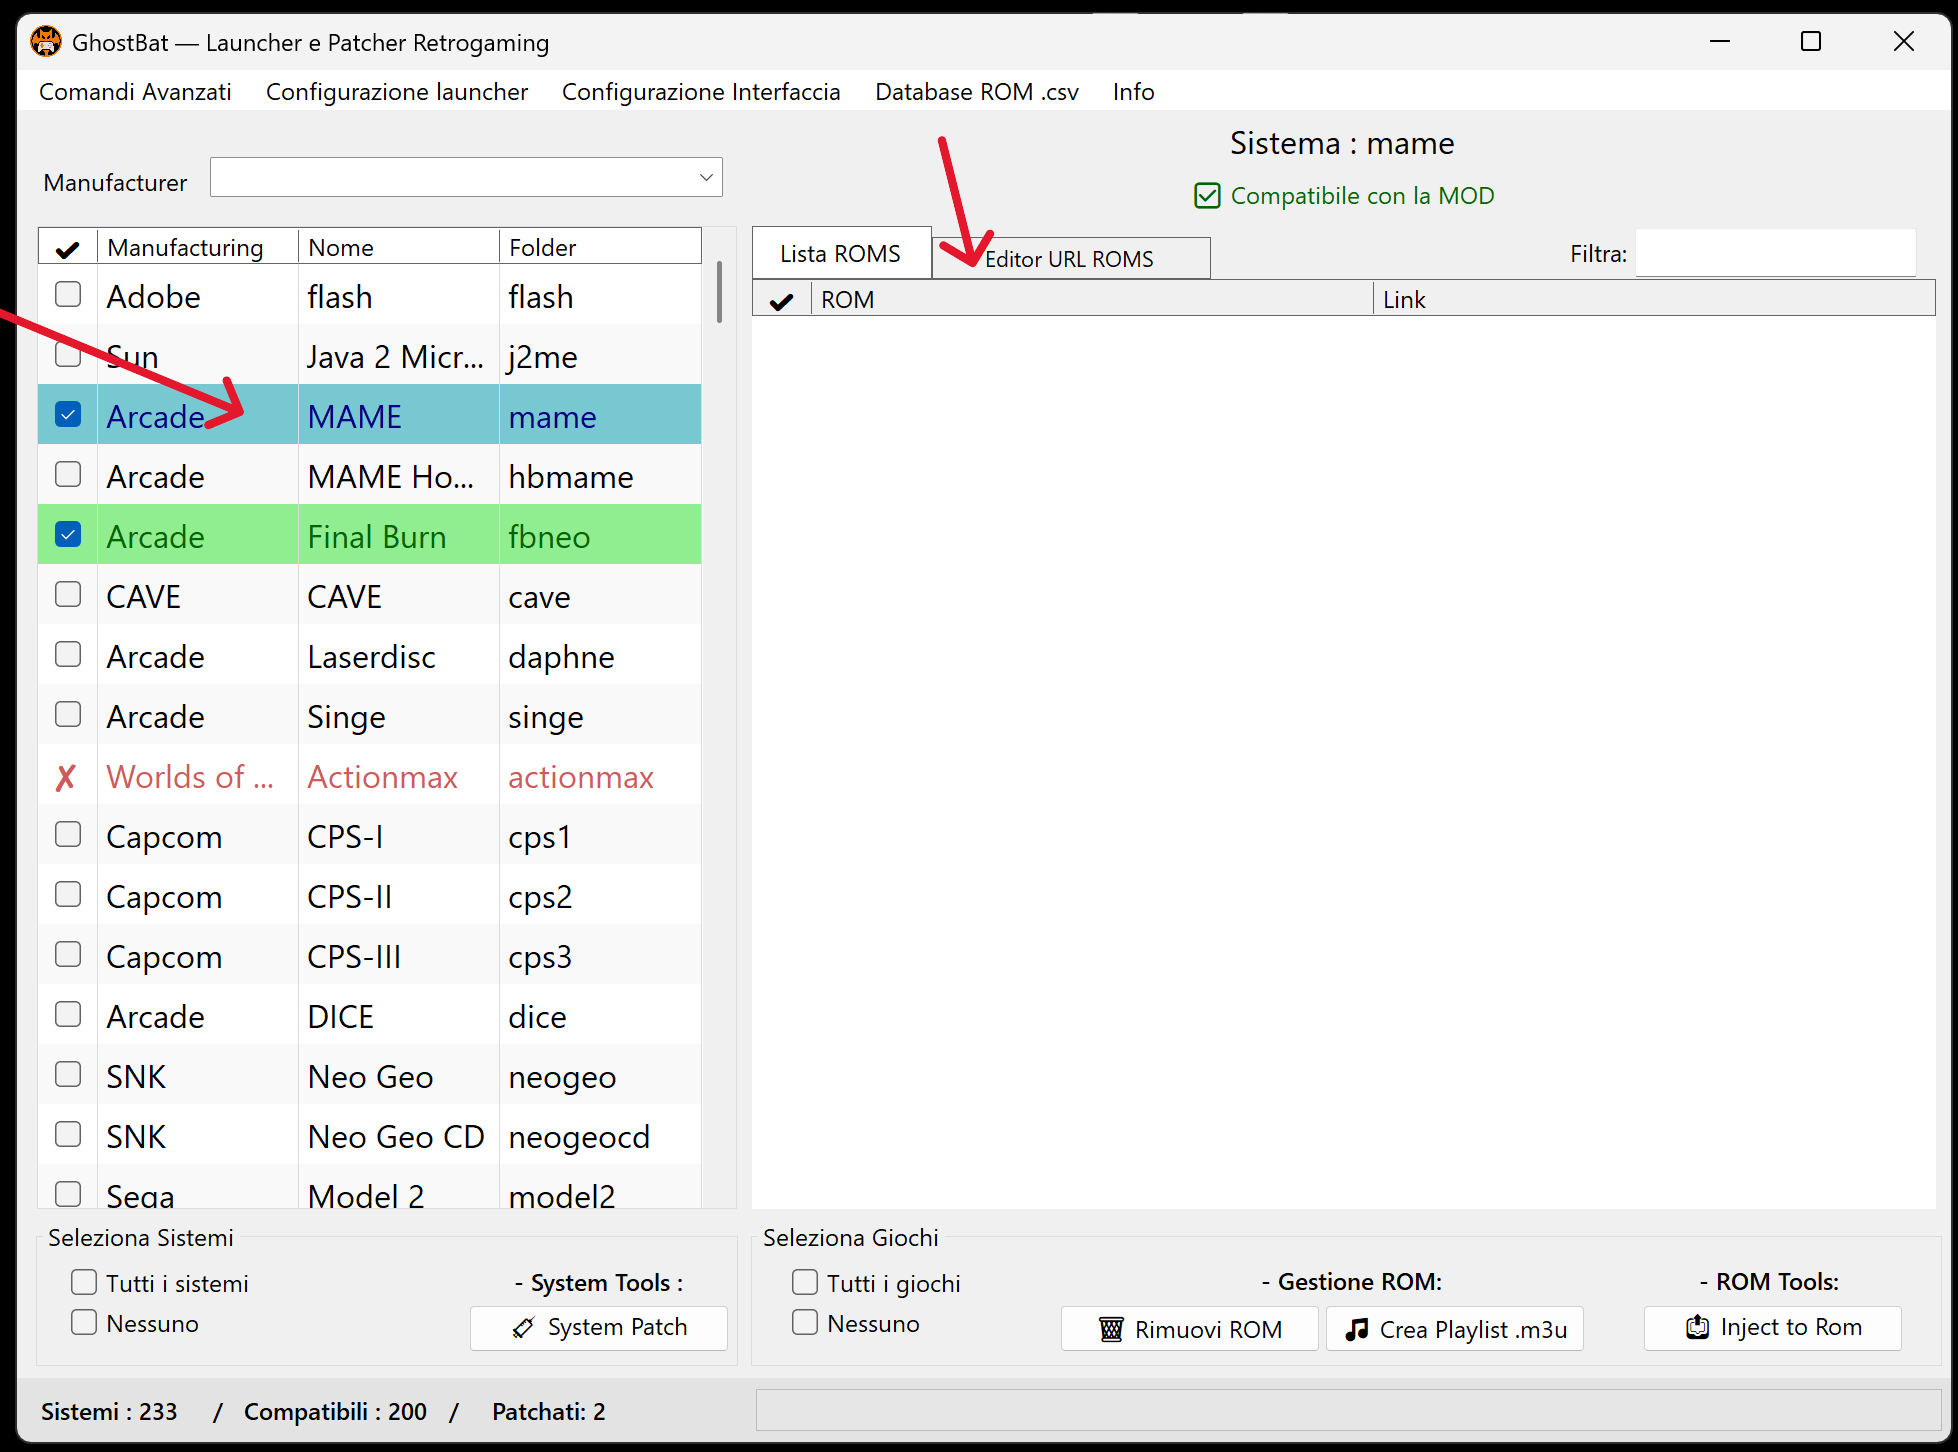 GhostBat — Launcher e Patcher Retrogaming
Comandi Avanzati Configurazione launcher Configurazione Interfaccia Database ROM .csv Info
Manufacturer
Sistema : mame
Compatibile con la MOD
Manufacturing Nome Folder
Adobe flash flash
Sun Java 2 Micr... j2me
Arcade MAME mame
Arcade MAME Ho... hbmame
Arcade Final Burn fbneo
CAVE CAVE cave
Arcade Laserdisc daphne
Arcade Singe singe
Worlds of ... Actionmax actionmax
Capcom CPS-I cps1
Capcom CPS-II cps2
Capcom CPS-III cps3
Arcade DICE dice
SNK Neo Geo neogeo
SNK Neo Geo CD neogeocd
Sega Model 2 model2
Lista ROMS Editor URL ROMS Filtra:
ROM Link
Seleziona Sistemi
Tutti i sistemi
Nessuno
- System Tools :
System Patch
Seleziona Giochi
Tutti i giochi
Nessuno
- Gestione ROM:
Rimuovi ROM Crea Playlist .m3u
- ROM Tools:
Inject to Rom
Sistemi : 233 / Compatibili : 200 / Patchati: 2